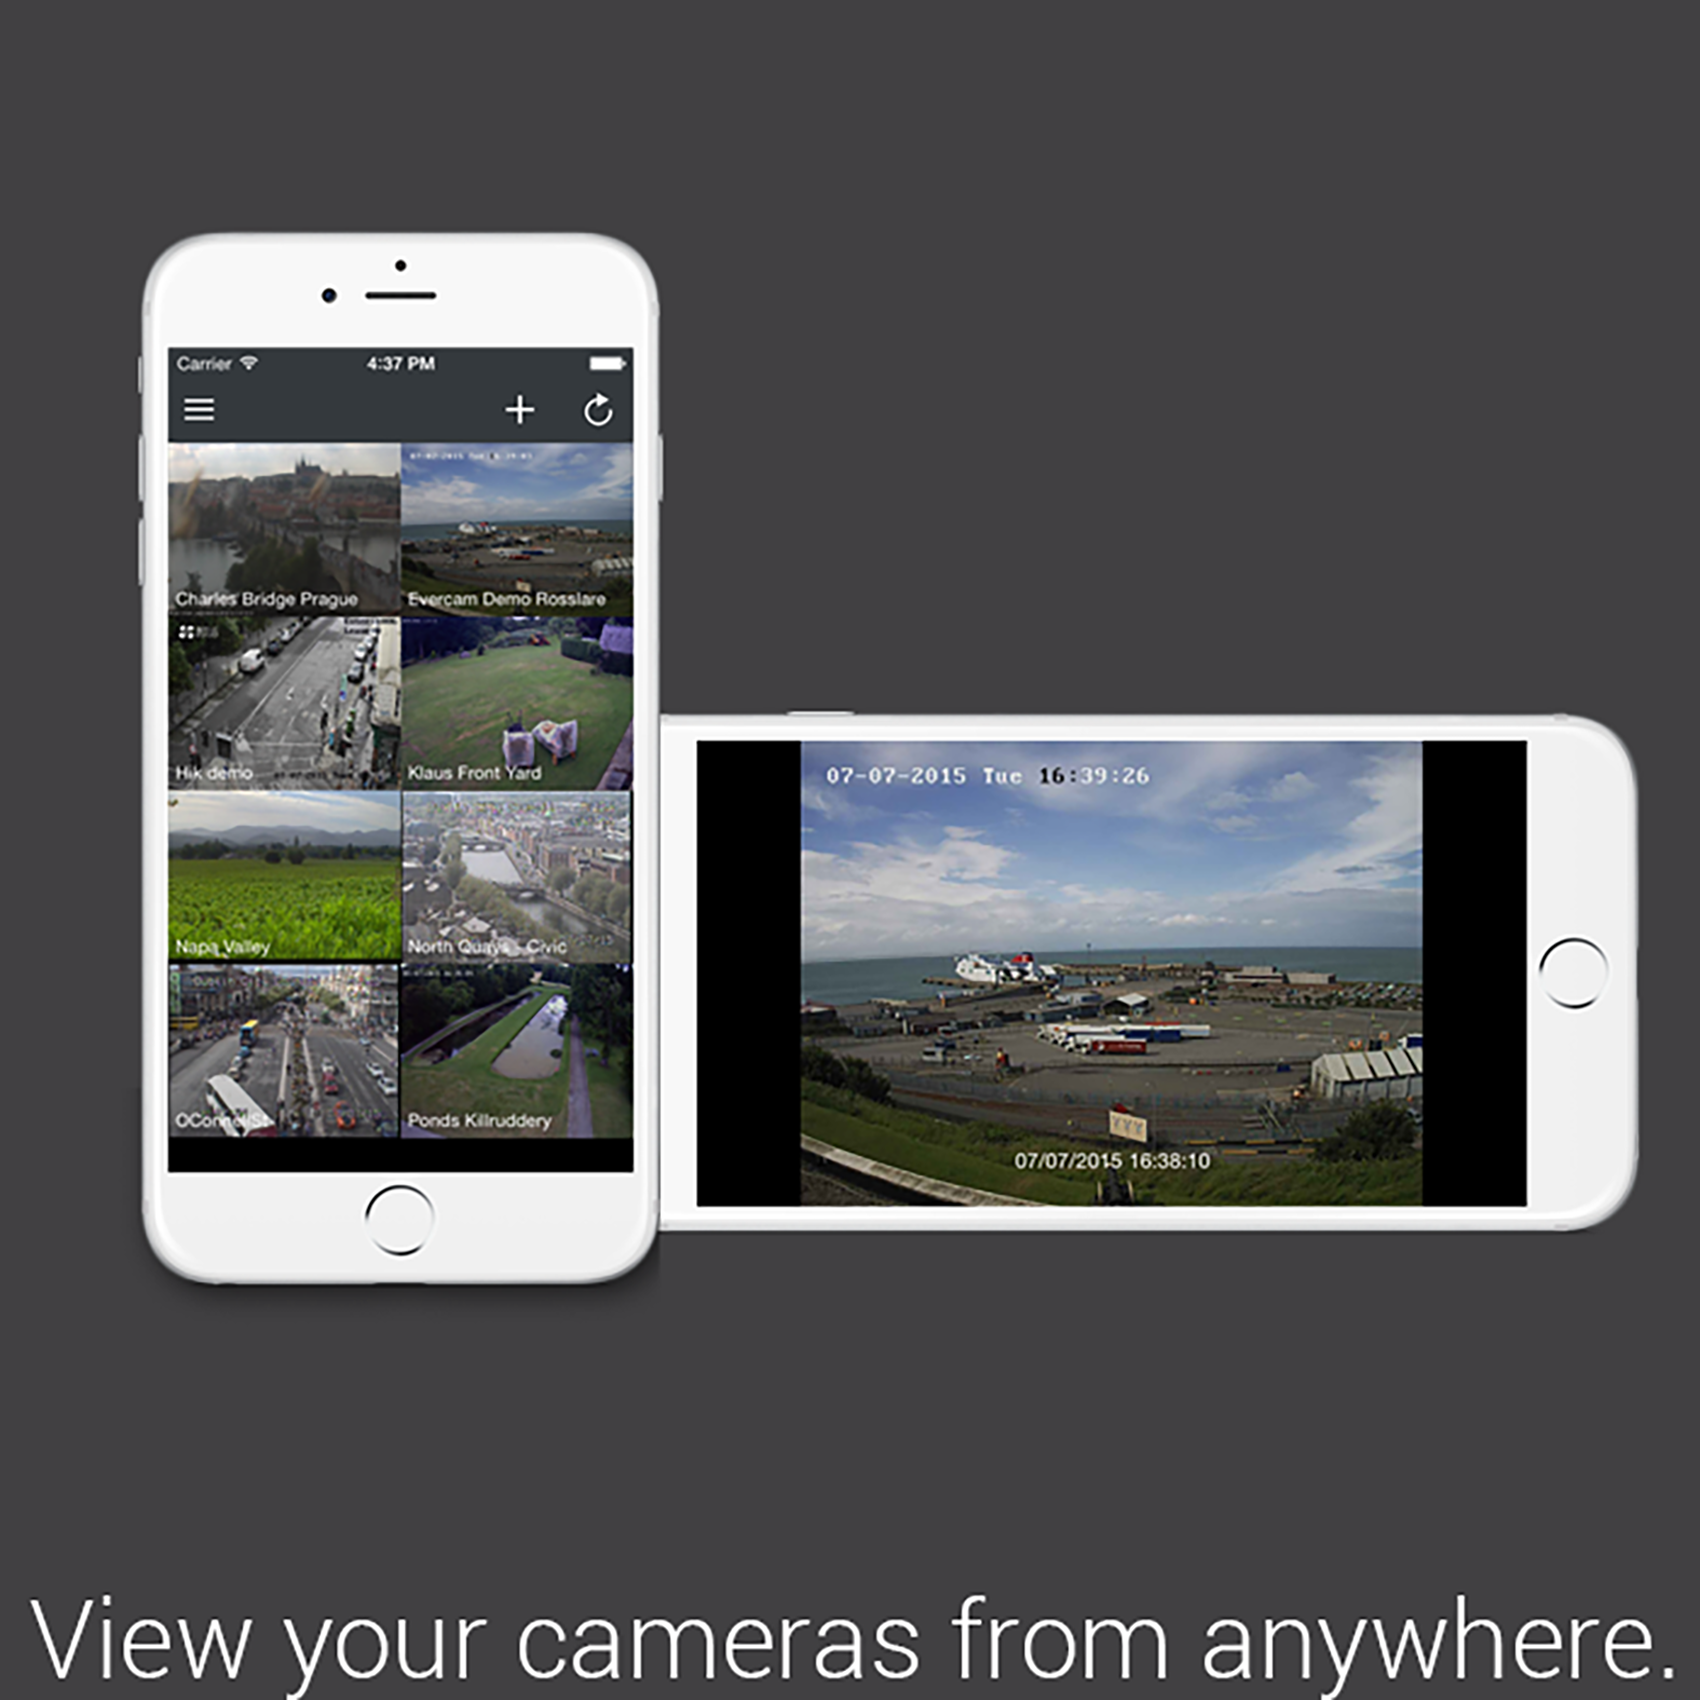 Carrier 4:37 PM
Charles Bridge Prague
Evercam Demo Rosslare
Hik demo
Klaus Front Yard
Napa Valley
North Quays - Civic
OConnellSt
Ponds Killruddery
07-07-2015 Tue 16:39:26
07/07/2015 16:38:10
View your cameras from anywhere.